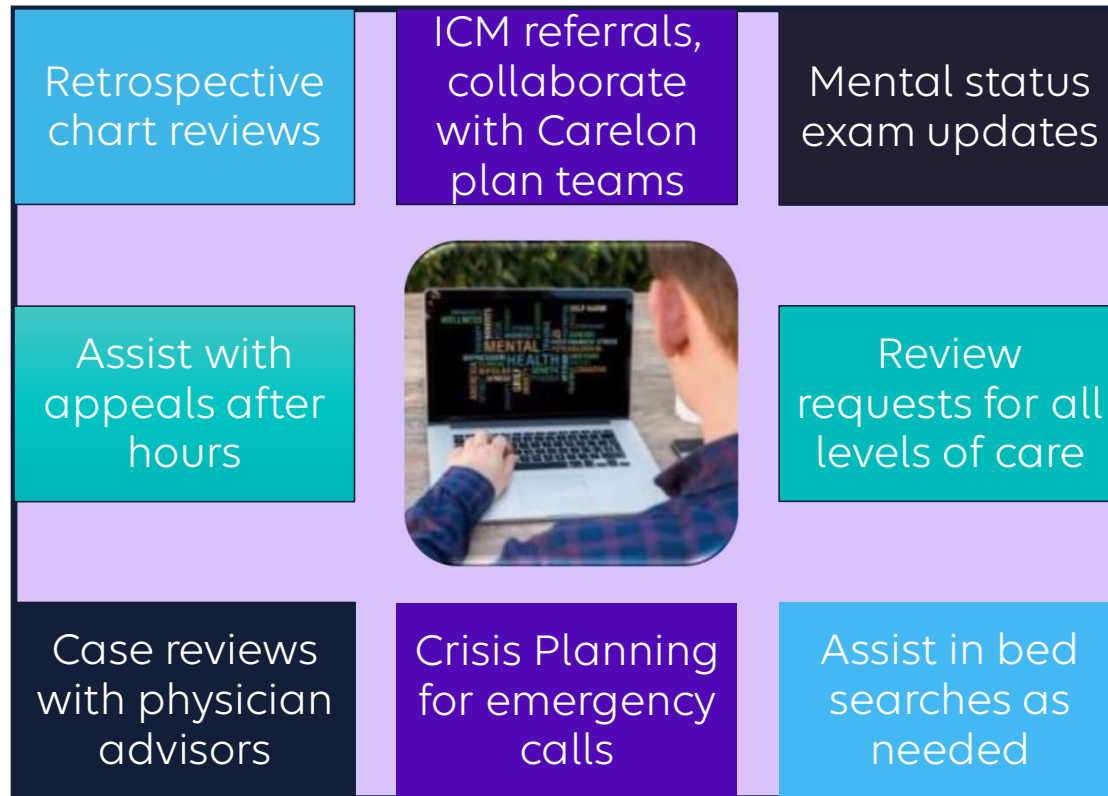 Retrospective
chart reviews
ICM referrals,
collaborate
with Carelon
plan teams
Mental status
exam updates
Assist with
appeals after
hours
MENTAL
HEALTH
Review
requests for all
levels of care
Case reviews
with physician
advisors
Crisis Planning
for emergency
calls
Assist in bed
searches as
needed